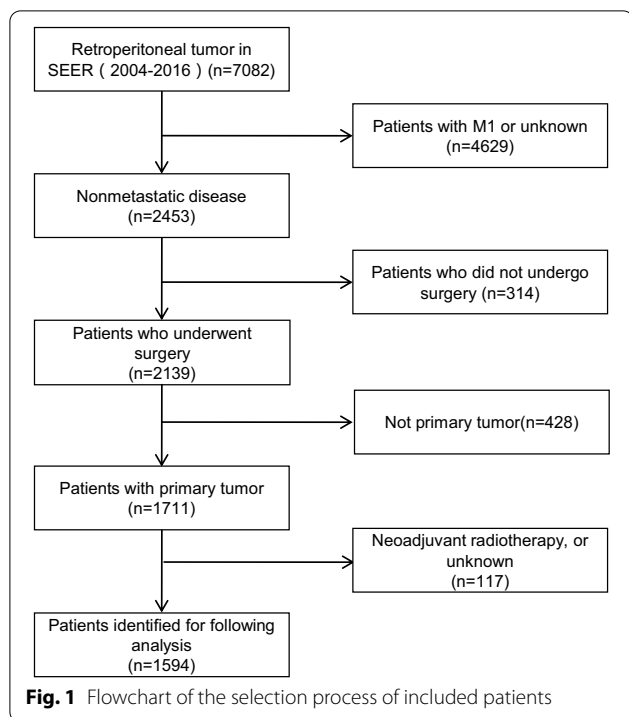 Retroperitoneal tumor in
SEER ( 2004-2016 ) (n=7082)
Patients with M1 or unknown
(n=4629)
Nonmetastatic disease
(n=2453)
Patients who did not undergo
surgery (n=314)
Patients who underwent
surgery
(n=2139)
Not primary tumor(n=428)
Patients with primary tumor
(n=1711)
Neoadjuvant radiotherapy, or
unknown
(n=117)
Patients identified for following
analysis
(n=1594)
Fig. 1 Flowchart of the selection process of included patients